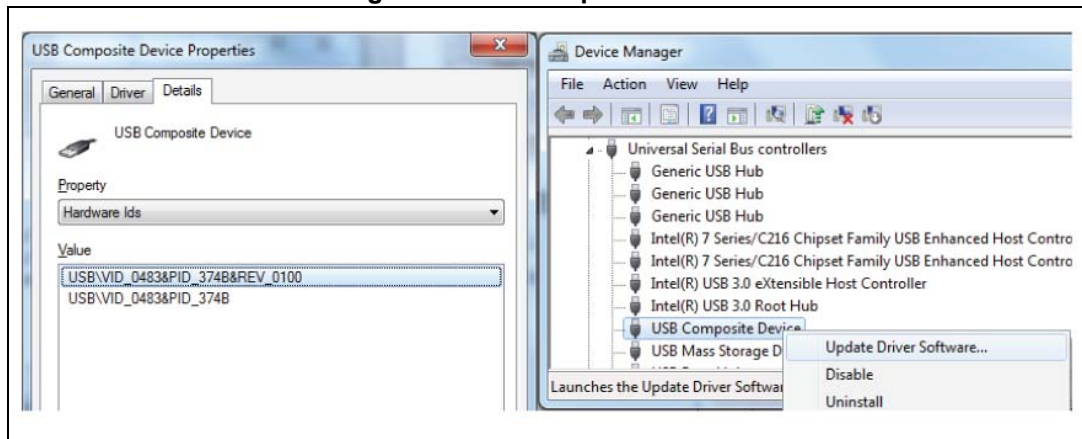 USB Composite Device Properties
General Driver Details
USB Composite Device
Property
Hardware Ids
Value
USB\VID_0483&PID_374B&REV_0100
USB\VID_0483&PID_374B
Device Manager
File Action View Help
Universal Serial Bus controllers
Generic USB Hub
Generic USB Hub
Generic USB Hub
Intel(R) 7 Series/C216 Chipset Family USB Enhanced Host Contro
Intel(R) 7 Series/C216 Chipset Family USB Enhanced Host Contro
Intel(R) USB 3.0 eXtensible Host Controller
Intel(R) USB 3.0 Root Hub
USB Composite Device
USB Mass Storage D
Update Driver Software...
Disable
Uninstall
Launches the Update Driver Softwar